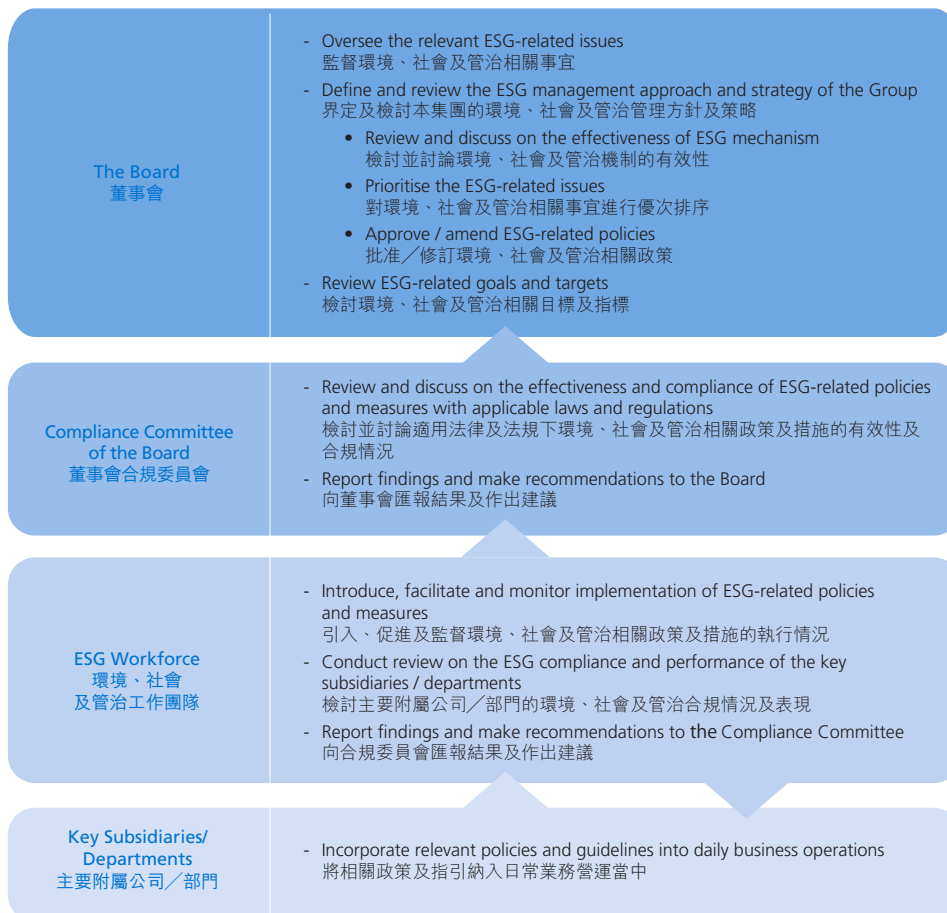 The Board
董事會
- Oversee the relevant ESG-related issues
監督環境、社會及管治相關事宜
- Define and review the ESG management approach and strategy of the Group
界定及檢討本集團的環境、社會及管治管理方針及策略
• Review and discuss on the effectiveness of ESG mechanism
檢討並討論環境、社會及管治機制的有效性
• Prioritise the ESG-related issues
對環境、社會及管治相關事宜進行優次排序
• Approve / amend ESG-related policies
批准／修訂環境、社會及管治相關政策
- Review ESG-related goals and targets
檢討環境、社會及管治相關目標及指標
Compliance Committee
of the Board
董事會合規委員會
- Review and discuss on the effectiveness and compliance of ESG-related policies
and measures with applicable laws and regulations
檢討並討論適用法律及法規下環境、社會及管治相關政策及措施的有效性及
合規情況
- Report findings and make recommendations to the Board
向董事會匯報結果及作出建議
ESG Workforce
環境、社會
及管治工作團隊
- Introduce, facilitate and monitor implementation of ESG-related policies
and measures
引入、促進及監督環境、社會及管治相關政策及措施的執行情況
- Conduct review on the ESG compliance and performance of the key
subsidiaries / departments
檢討主要附屬公司／部門的環境、社會及管治合規情況及表現
- Report findings and make recommendations to the Compliance Committee
向合規委員會匯報結果及作出建議
Key Subsidiaries/
Departments
主要附屬公司／部門
- Incorporate relevant policies and guidelines into daily business operations
將相關政策及指引納入日常業務營運當中